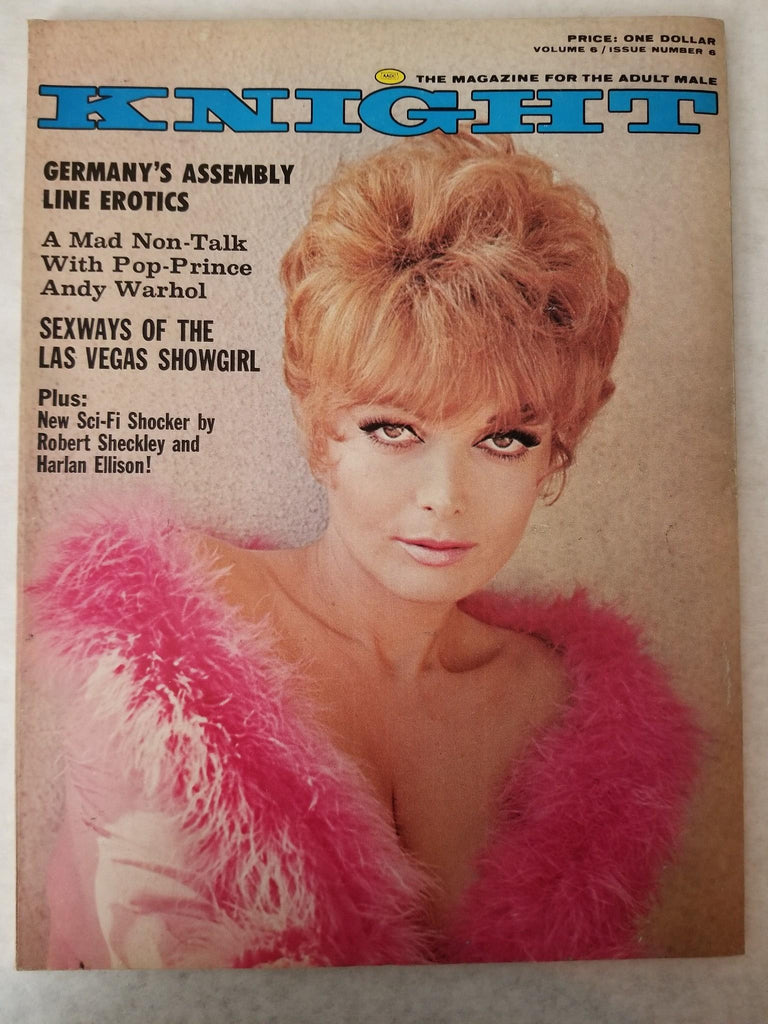 PRICE: ONE DOLLAR
VOLUME 6 / ISSUE NUMBER 6
THE MAGAZINE FOR THE ADULT MALE
KNIGHT
GERMANY'S ASSEMBLY
LINE EROTICS
A Mad Non-Talk
With Pop-Prince
Andy Warhol
SEXWAYS OF THE
LAS VEGAS SHOWGIRL
Plus:
New Sci-Fi Shocker by
Robert Sheckley and
Harlan Ellison!